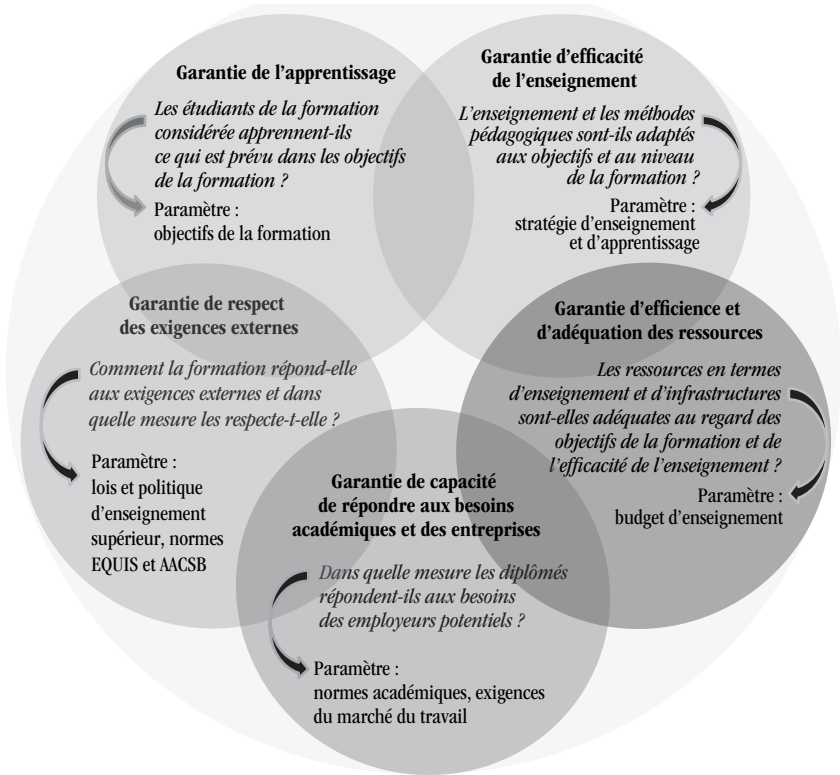 Garantie de l'apprentissage
Les étudiants de la formation
considérée apprennent-ils
ce qui est prévu dans les objectifs
de la formation ?
Paramètre :
objectifs de la formation
Garantie d'efficacité
de l'enseignement
L'enseignement et les méthodes
pédagogiques sont-ils adaptés
aux objectifs et au niveau
de la formation ?
Paramètre :
stratégie d'enseignement
et d'apprentissage
Garantie de respect
des exigences externes
Comment la formation répond-elle
aux exigences externes et dans
quelle mesure les respecte-t-elle ?
Paramètre :
lois et politique
d'enseignement
supérieur, normes
EQUIS et AACSB
Garantie d'efficience et
d'adéquation des ressources
Les ressources en termes
d'enseignement et d'infrastructures
sont-elles adéquates au regard des
objectifs de la formation et de
l'efficacité de l'enseignement ?
Paramètre :
budget d'enseignement
Garantie de capacité
de répondre aux besoins
académiques et des entreprises
Dans quelle mesure les diplômés
répondent-ils aux besoins
des employeurs potentiels ?
Paramètre :
normes académiques, exigences
du marché du travail